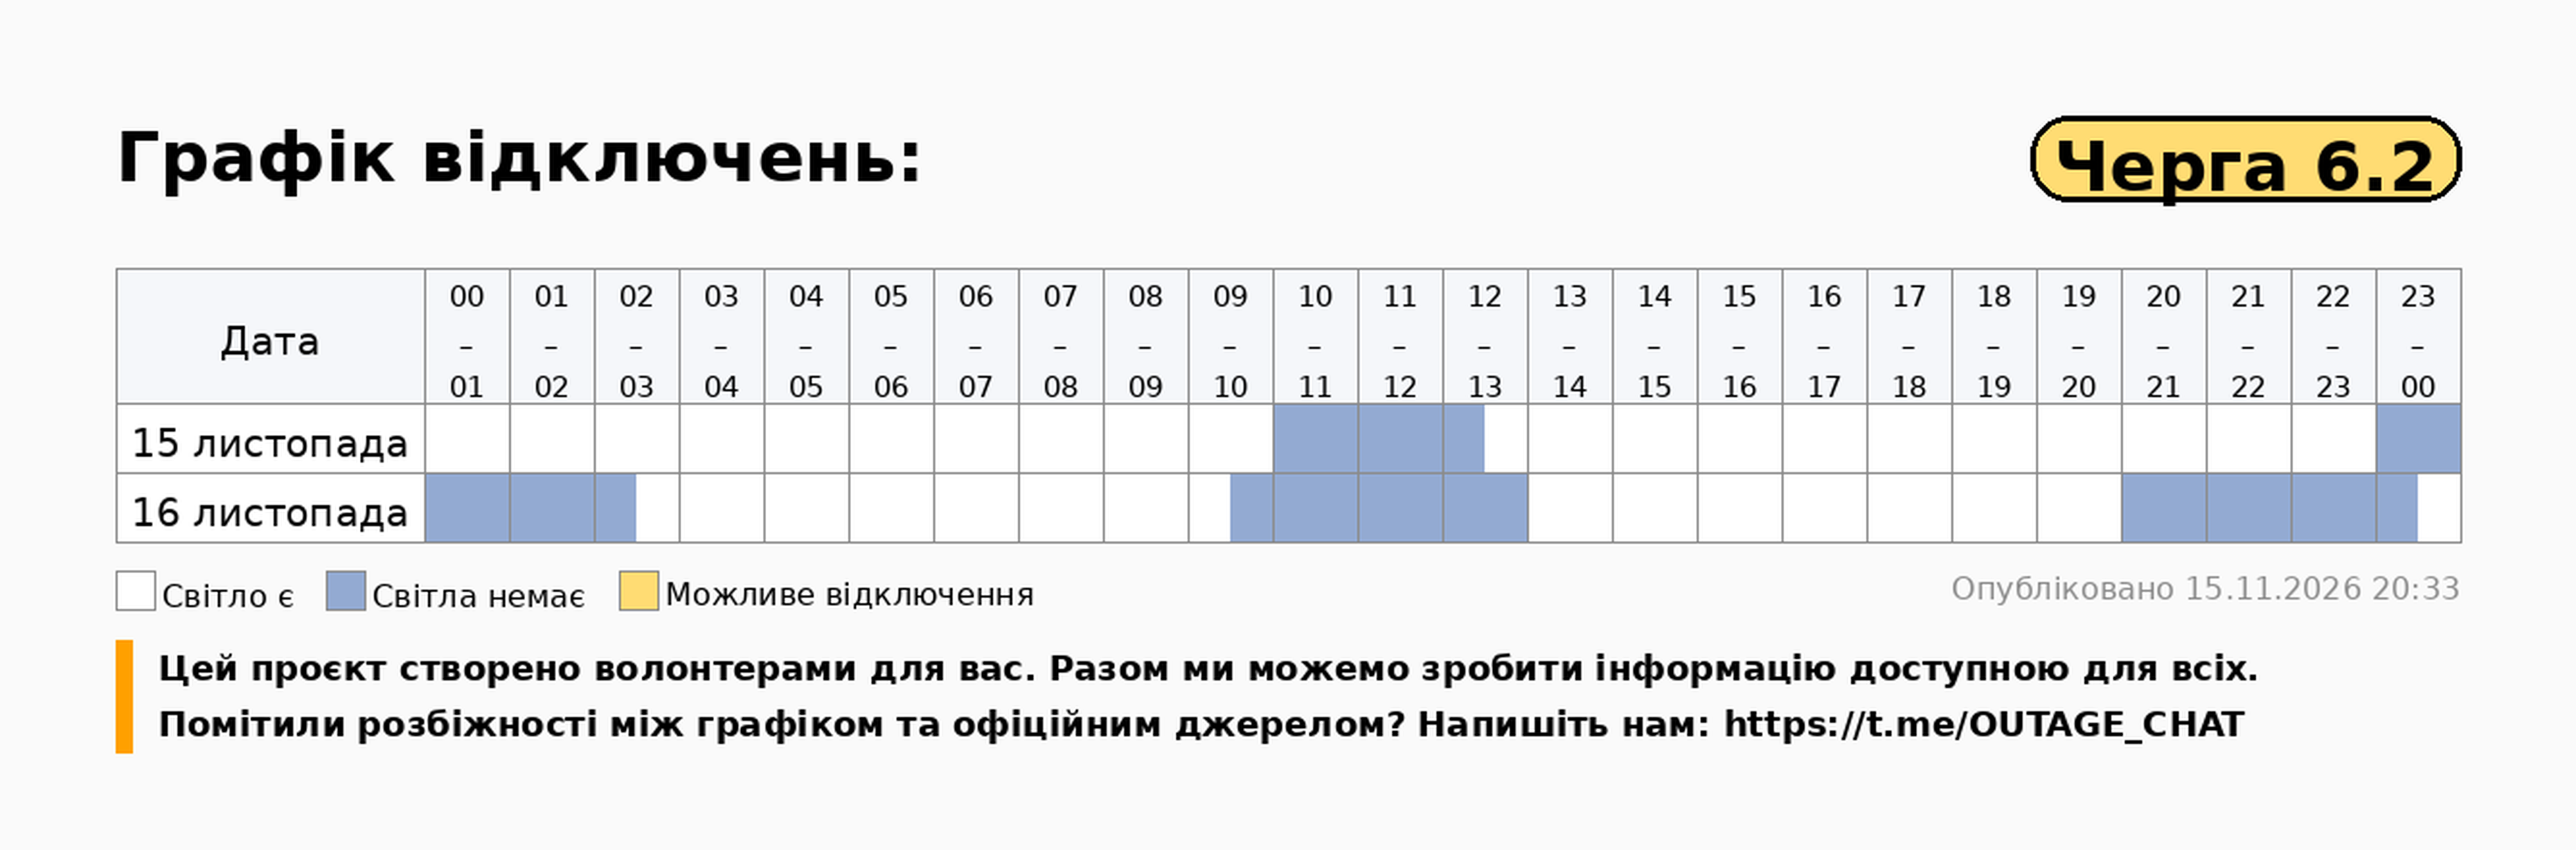 Графік відключень:
Черга 6.2
Дата
00 – 01
01 – 02
02 – 03
03 – 04
04 – 05
05 – 06
06 – 07
07 – 08
08 – 09
09 – 10
10 – 11
11 – 12
12 – 13
13 – 14
14 – 15
15 – 16
16 – 17
17 – 18
18 – 19
19 – 20
20 – 21
21 – 22
22 – 23
23 – 00
15 листопада
16 листопада
Світло є
Світла немає
Можливе відключення
Опубліковано 15.11.2026 20:33
Цей проєкт створено волонтерами для вас. Разом ми можемо зробити інформацію доступною для всіх.
Помітили розбіжності між графіком та офіційним джерелом? Напишіть нам: https://t.me/OUTAGE_CHAT